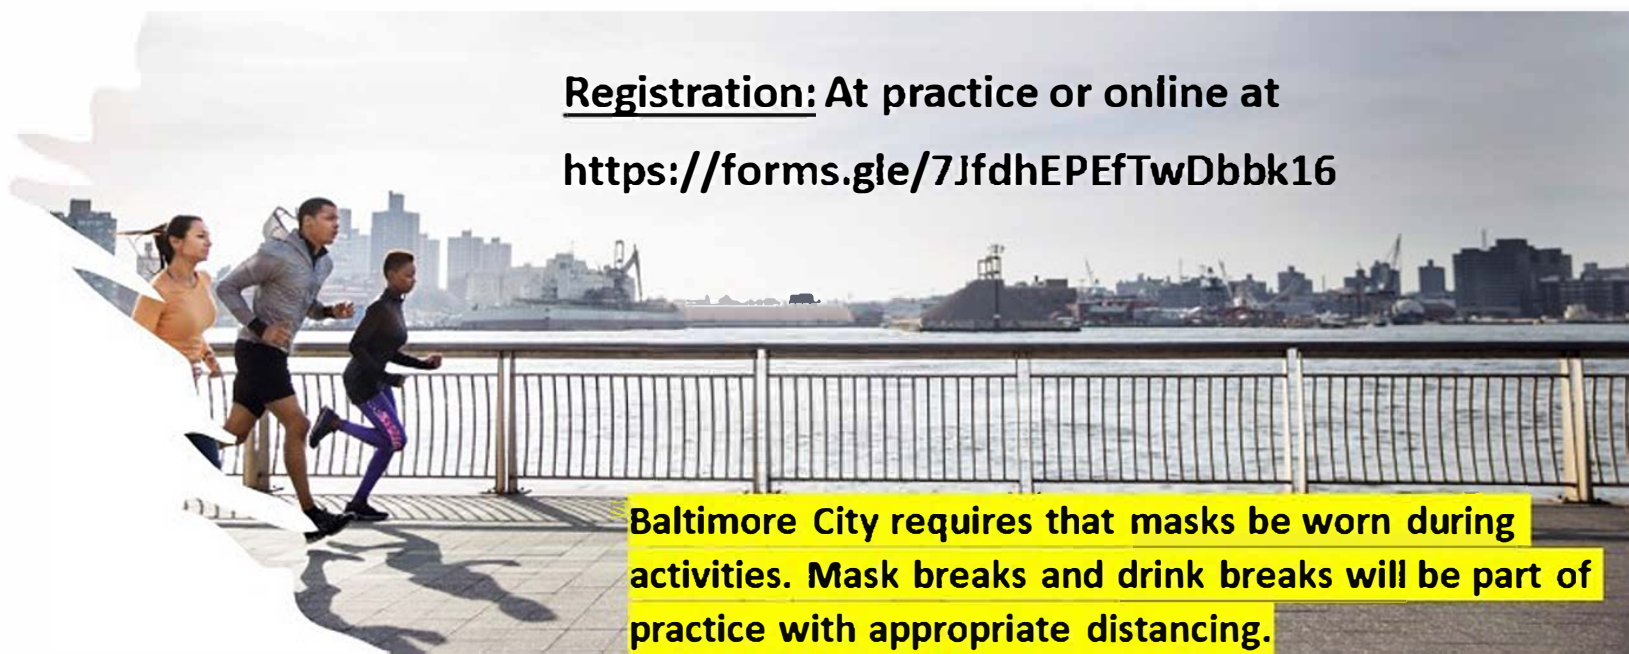 Registration: At practice or online at
https://forms.gle/7JfdhEPEfTwDbbk16
Baltimore City requires that masks be worn during
activities. Mask breaks and drink breaks will be part of
practice with appropriate distancing.